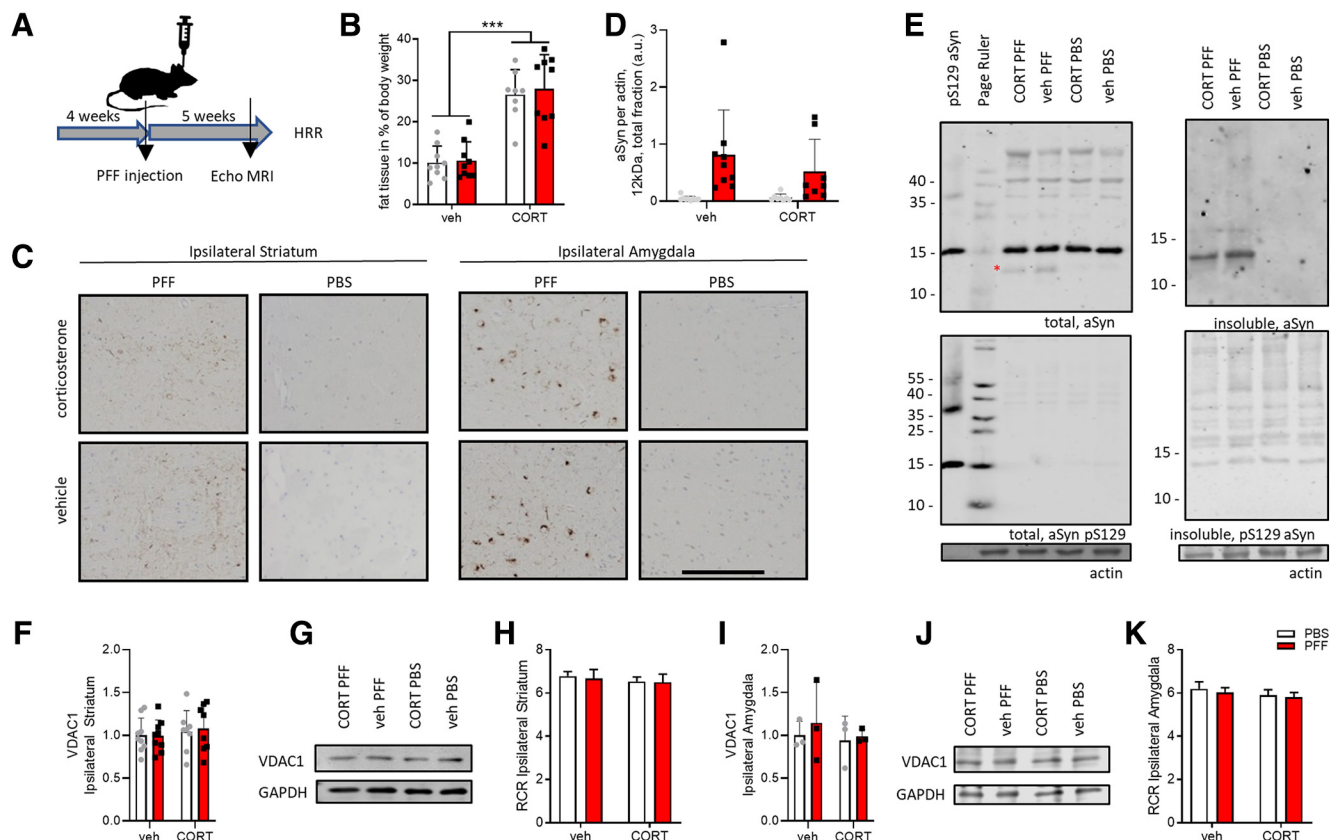 A
4 weeks
5 weeks
HRR
PFF injection
Echo MRI
B
***
fat tissue in % of body weight
40
30
20
10
0
veh
CORT
D
aSyn per actin,
12kDa, total fraction (a.u.)
3
2
1
0
veh
CORT
C
Ipsilateral Striatum
Ipsilateral Amygdala
PFF
PBS
PFF
PBS
corticosterone
vehicle
E
pS129 aSyn
Page Ruler
CORT PFF
veh PFF
CORT PBS
veh PBS
CORT PFF
veh PFF
CORT PBS
veh PBS
40 -
35 -
15 -
*
10 -
total, aSyn
15 -
10 -
insoluble, aSyn
55 -
40 -
35 -
25 -
15 -
10 -
total, aSyn pS129
actin
15 -
10 -
insoluble, pS129 aSyn
actin
F
VDAC1
Ipsilateral Striatum
2.0
1.5
1.0
0.5
0.0
veh
CORT
G
CORT PFF
veh PFF
CORT PBS
veh PBS
VDAC1
GAPDH
H
RCR Ipsilateral Striatum
8
6
4
2
0
veh
CORT
I
VDAC1
Ipsilateral Amygdala
2.0
1.5
1.0
0.5
0.0
veh
CORT
J
CORT PFF
veh PFF
CORT PBS
veh PBS
VDAC1
GAPDH
K
PBS
PFF
RCR Ipsilateral Amygdala
8
6
4
2
0
veh
CORT